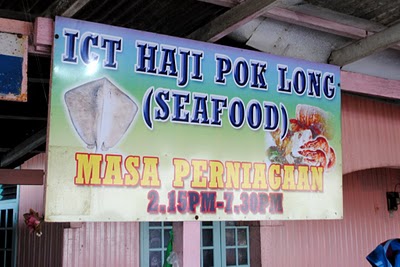 ICT HAJI POK LONG
(SEAFOOD)
MASA PERNIAGAAN
2.15PM-7.30PM